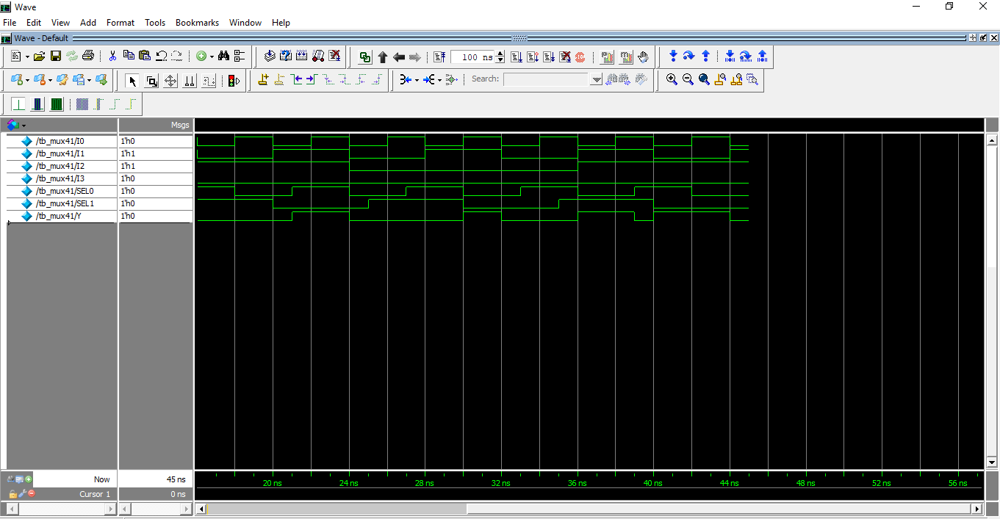 Wave
File Edit View Add Format Tools Bookmarks Window Help
Wave - Default
100 ns
Search:
Msgs
/tb_mux41/I0 1'h0
/tb_mux41/I1 1'h1
/tb_mux41/I2 1'h1
/tb_mux41/I3 1'h0
/tb_mux41/SEL0 1'h0
/tb_mux41/SEL1 1'h0
/tb_mux41/Y 1'h0
Now 45 ns
20 ns 24 ns 28 ns 32 ns 36 ns 40 ns 44 ns 48 ns 52 ns 56 ns
Cursor 1 0 ns